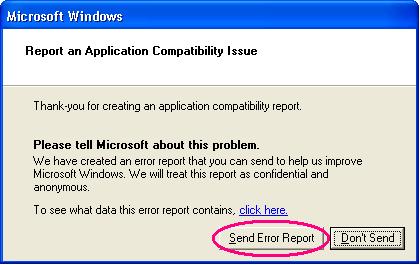 Microsoft Windows
Report an Application Compatibility Issue
Thank-you for creating an application compatibility report.
Please tell Microsoft about this problem.
We have created an error report that you can send to help us improve
Microsoft Windows. We will treat this report as confidential and
anonymous.
To see what data this error report contains, click here.
Send Error Report Don't Send